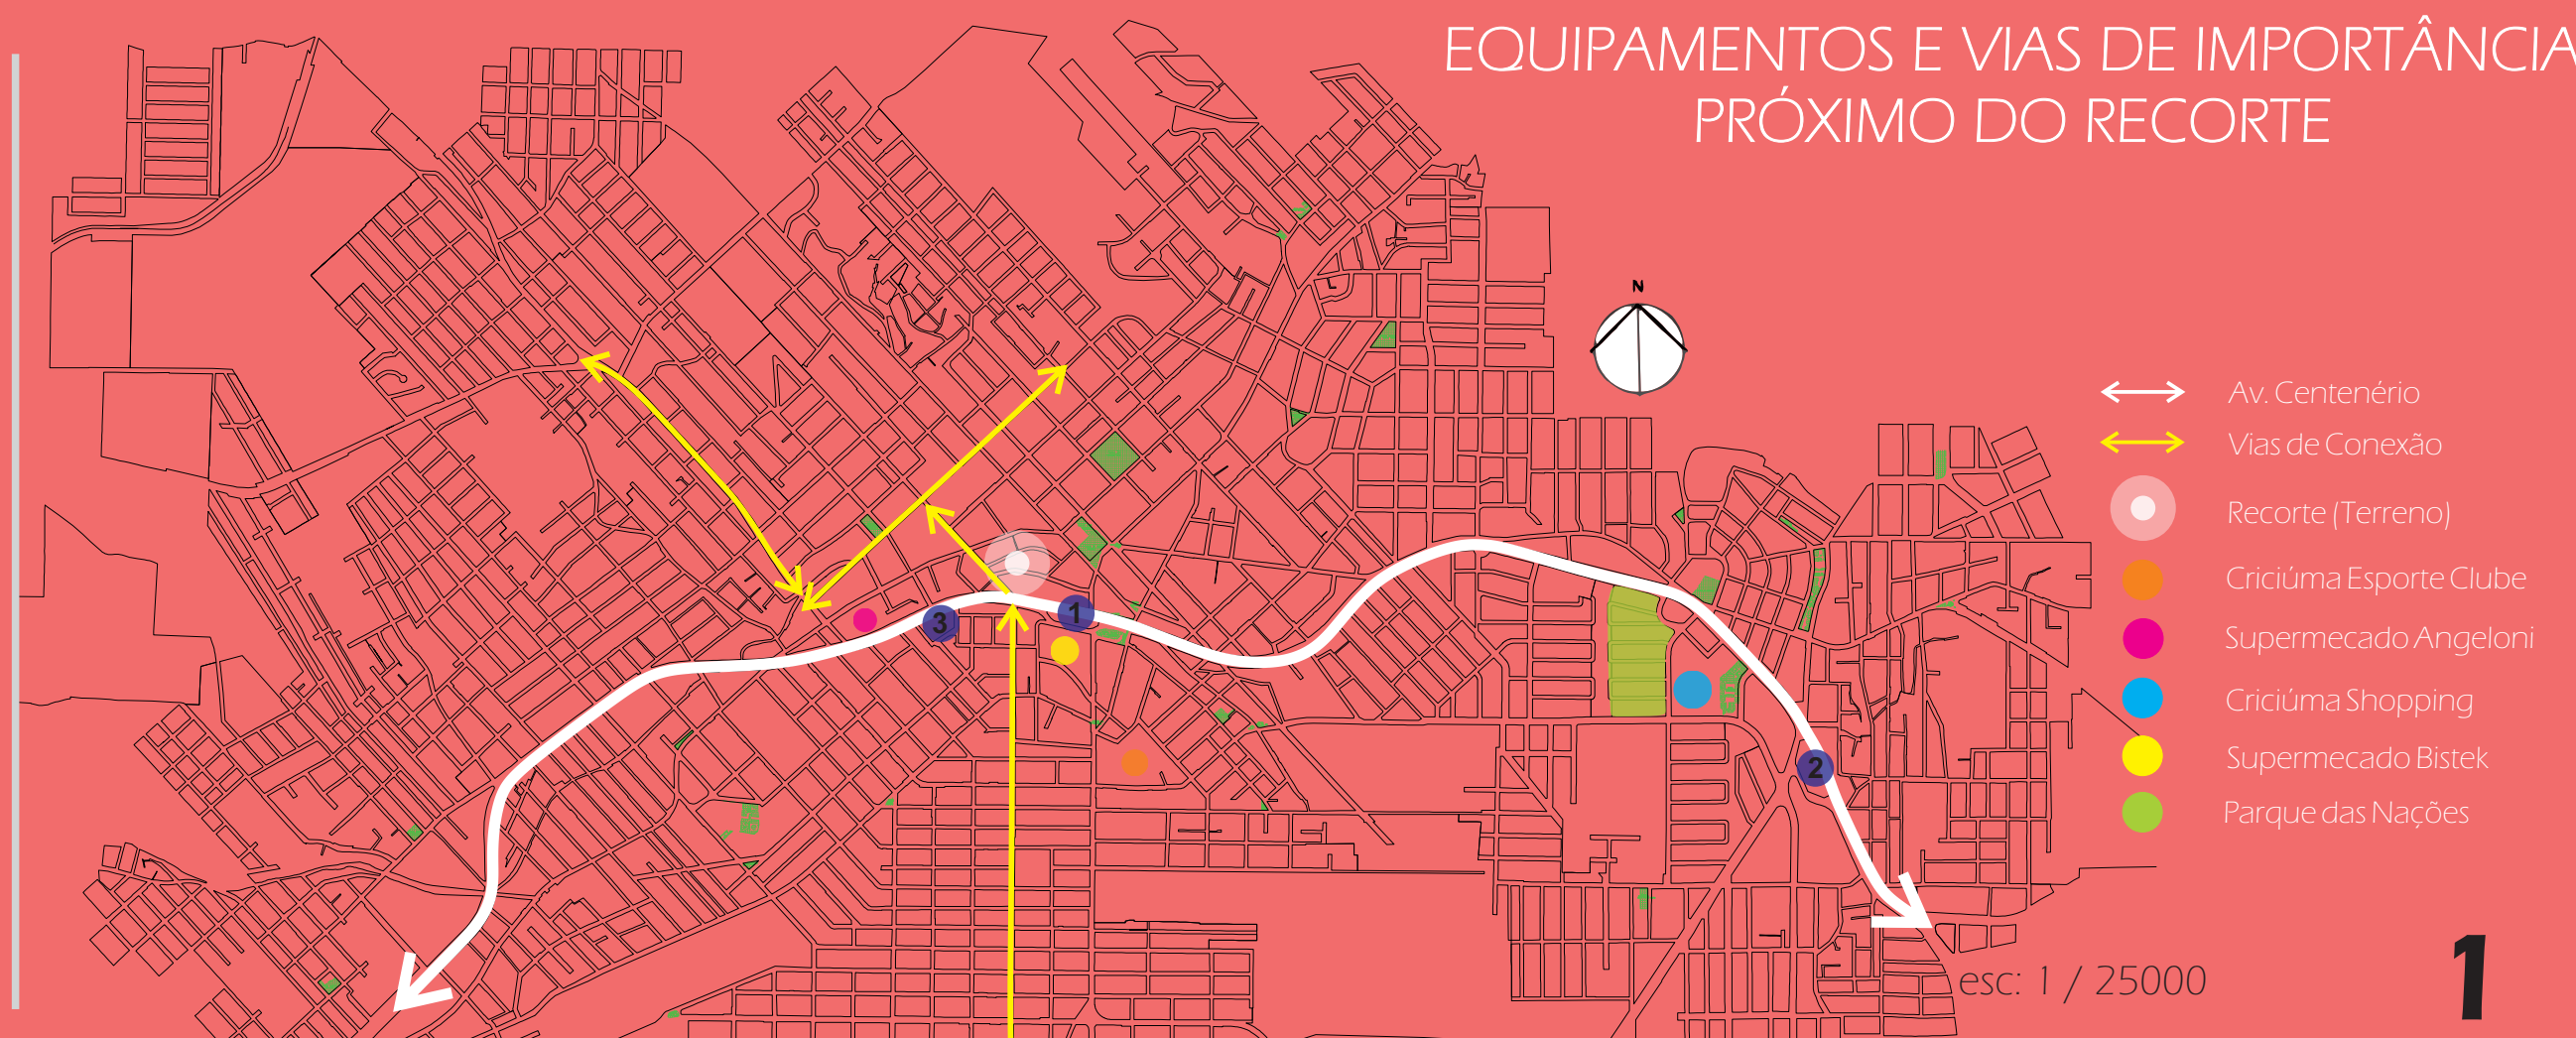 EQUIPAMENTOS E VIAS DE IMPORTÂNCIA
PRÓXIMO DO RECORTE
N
Av. Centenério
Vias de Conexão
Recorte (Terreno)
Criciúma Esporte Clube
Supermecado Angeloni
Criciúma Shopping
Supermecado Bistek
Parque das Nações
3
1
2
esc: 1 / 25000
1